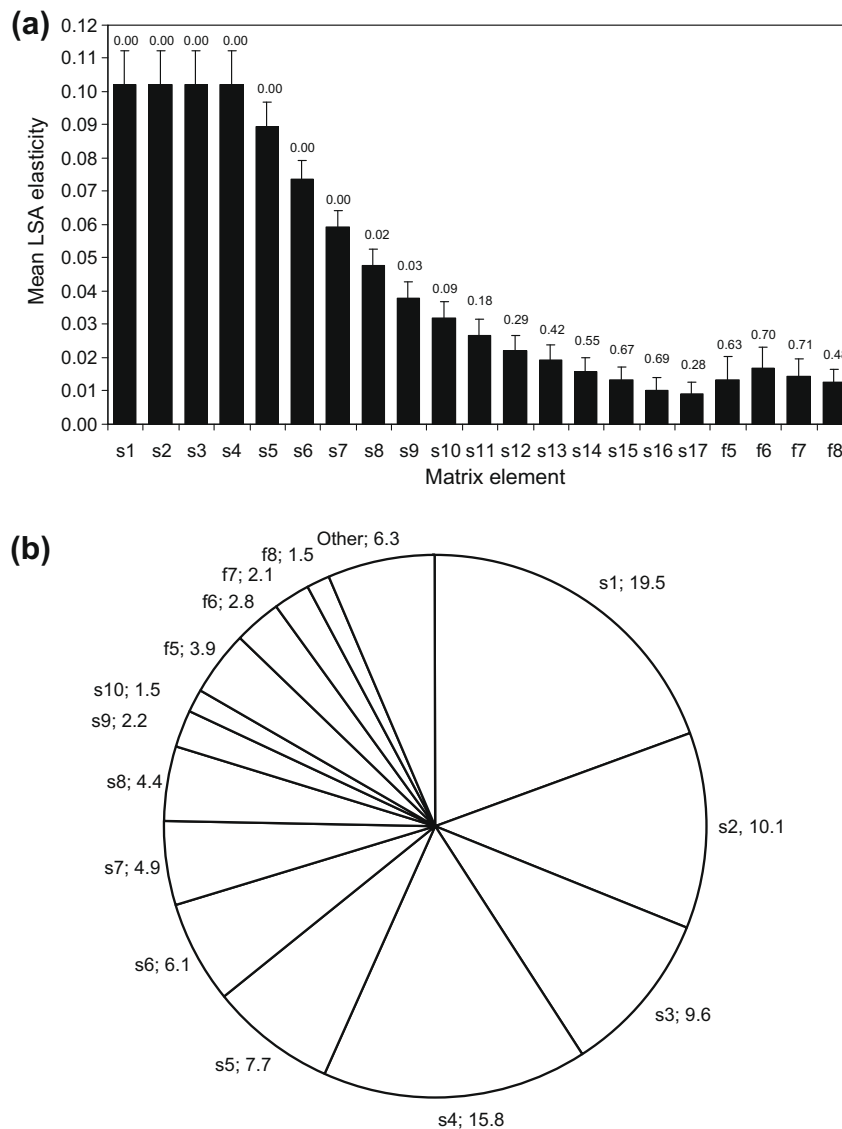 (a)
Mean LSA elasticity
0.12
0.11
0.10
0.09
0.08
0.07
0.06
0.05
0.04
0.03
0.02
0.01
0.00
0.00 0.00 0.00 0.00 0.00 0.00 0.00 0.02 0.03 0.09 0.18 0.29 0.42 0.55 0.67 0.69 0.28 0.63 0.70 0.71
s1 s2 s3 s4 s5 s6 s7 s8 s9 s10 s11 s12 s13 s14 s15 s16 s17 f5 f6 f7 f8
Matrix element
(b)
Other; 6.3
f8; 1.5
f7; 2.1
f6; 2.8
f5; 3.9
s10; 1.5
s9; 2.2
s8; 4.4
s7; 4.9
s6; 6.1
s5; 7.7
s4; 15.8
s3; 9.6
s2, 10.1
s1; 19.5